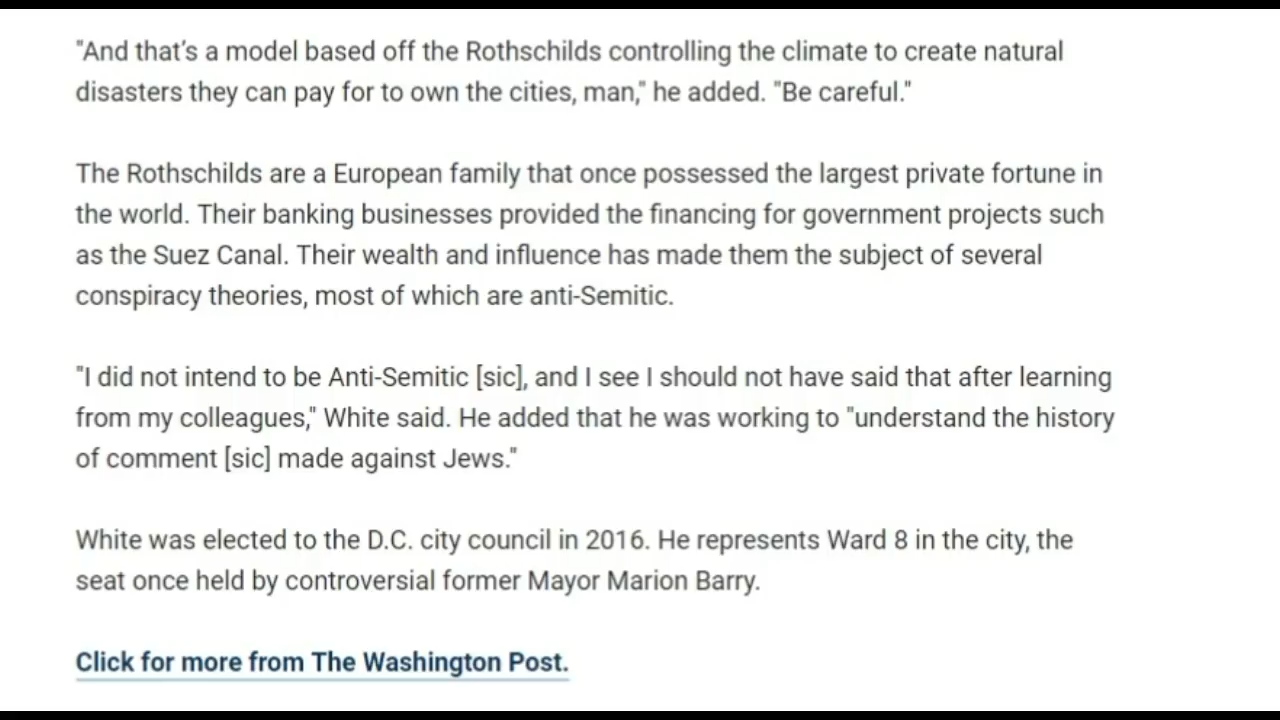 "And that's a model based off the Rothschilds controlling the climate to create natural
disasters they can pay for to own the cities, man," he added. "Be careful."
The Rothschilds are a European family that once possessed the largest private fortune in
the world. Their banking businesses provided the financing for government projects such
as the Suez Canal. Their wealth and influence has made them the subject of several
conspiracy theories, most of which are anti-Semitic.
"I did not intend to be Anti-Semitic [sic], and I see I should not have said that after learning
from my colleagues," White said. He added that he was working to "understand the history
of comment [sic] made against Jews."
White was elected to the D.C. city council in 2016. He represents Ward 8 in the city, the
seat once held by controversial former Mayor Marion Barry.
Click for more from The Washington Post.